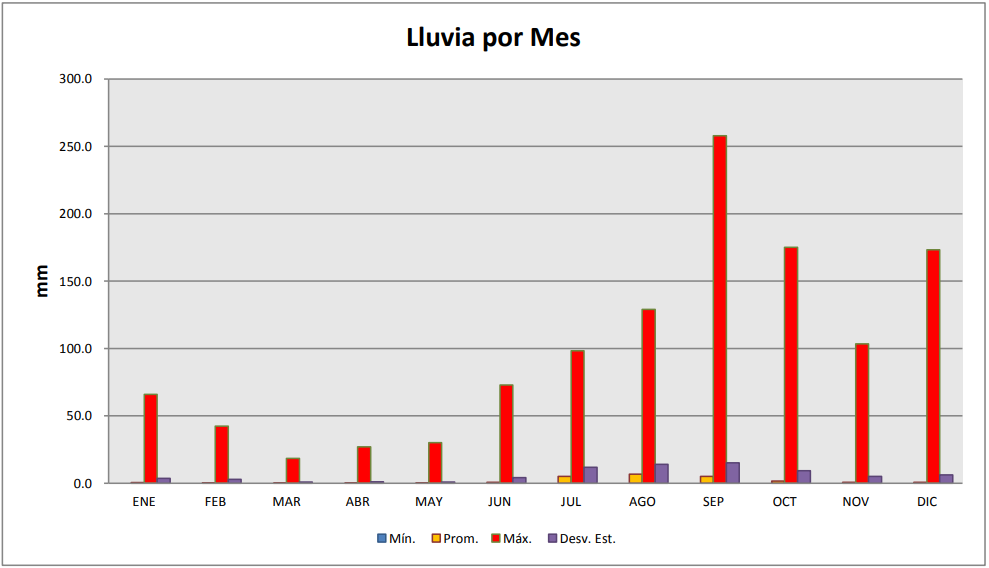 Lluvia por Mes
300.0
250.0
200.0
150.0
100.0
50.0
0.0
mm
ENE FEB MAR ABR MAY JUN JUL AGO SEP OCT NOV DIC
Mín. Prom. Máx. Desv. Est.